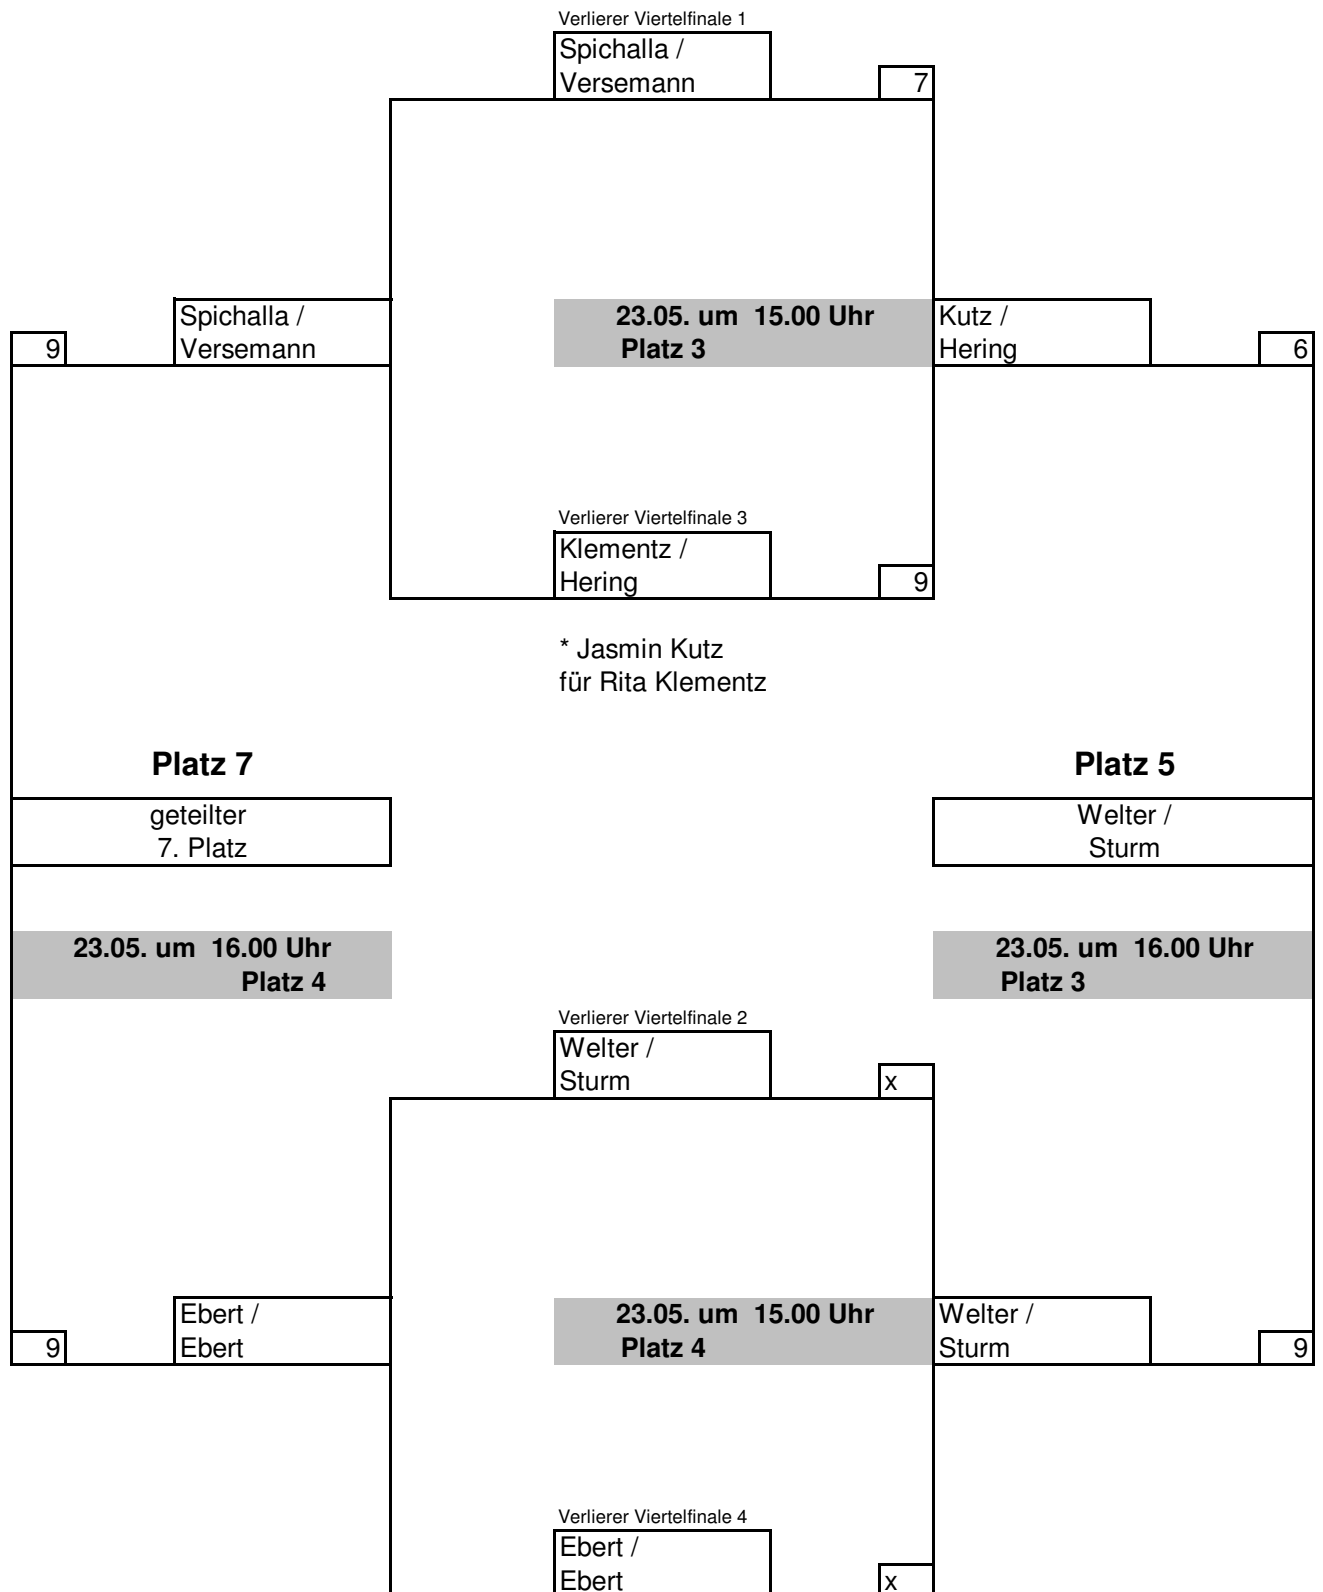 Verlierer Viertelfinale 1
Spichalla /
Versemann
7
Spichalla /
Versemann
9
23.05. um 15.00 Uhr
Platz 3
Kutz /
Hering
6
Verlierer Viertelfinale 3
Klementz /
Hering
9
* Jasmin Kutz
für Rita Klementz
Platz 7
geteilter
7. Platz
23.05. um 16.00 Uhr
Platz 4
Platz 5
Welter /
Sturm
23.05. um 16.00 Uhr
Platz 3
Verlierer Viertelfinale 2
Welter /
Sturm
x
Ebert /
Ebert
9
23.05. um 15.00 Uhr
Platz 4
Welter /
Sturm
9
Verlierer Viertelfinale 4
Ebert /
Ebert
x